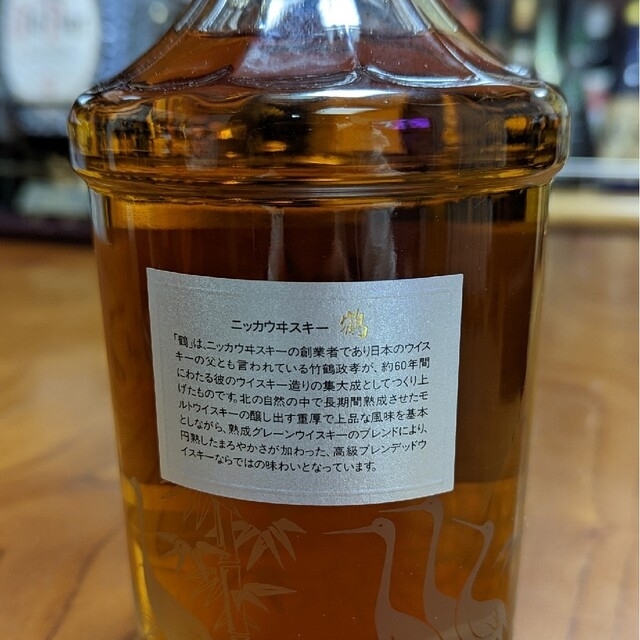 ニッカウヰスキー 鶴
「鶴」は、ニッカウヰスキーの創業者であり日本のウイス
キーの父とも言われている竹鶴政孝が、約60年間
にわたる彼のウイスキー造りの集大成としてつくり上
げたものです。北の自然の中で長期間熟成させたモ
ルトウイスキーの醸し出す重厚で上品な風味を基本
としながら、熟成グレーンウイスキーのブレンドにより、
円熟したまろやかさが加わった、高級ブレンデッドウ
イスキーならではの味わいとなっています。